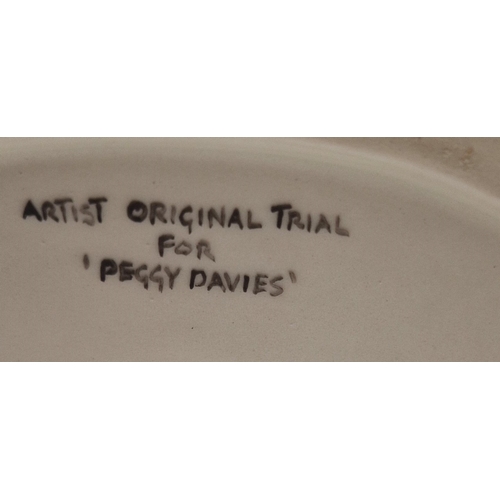 ARTIST ORIGINAL TRIAL
FOR
'PEGGY DAVIES'